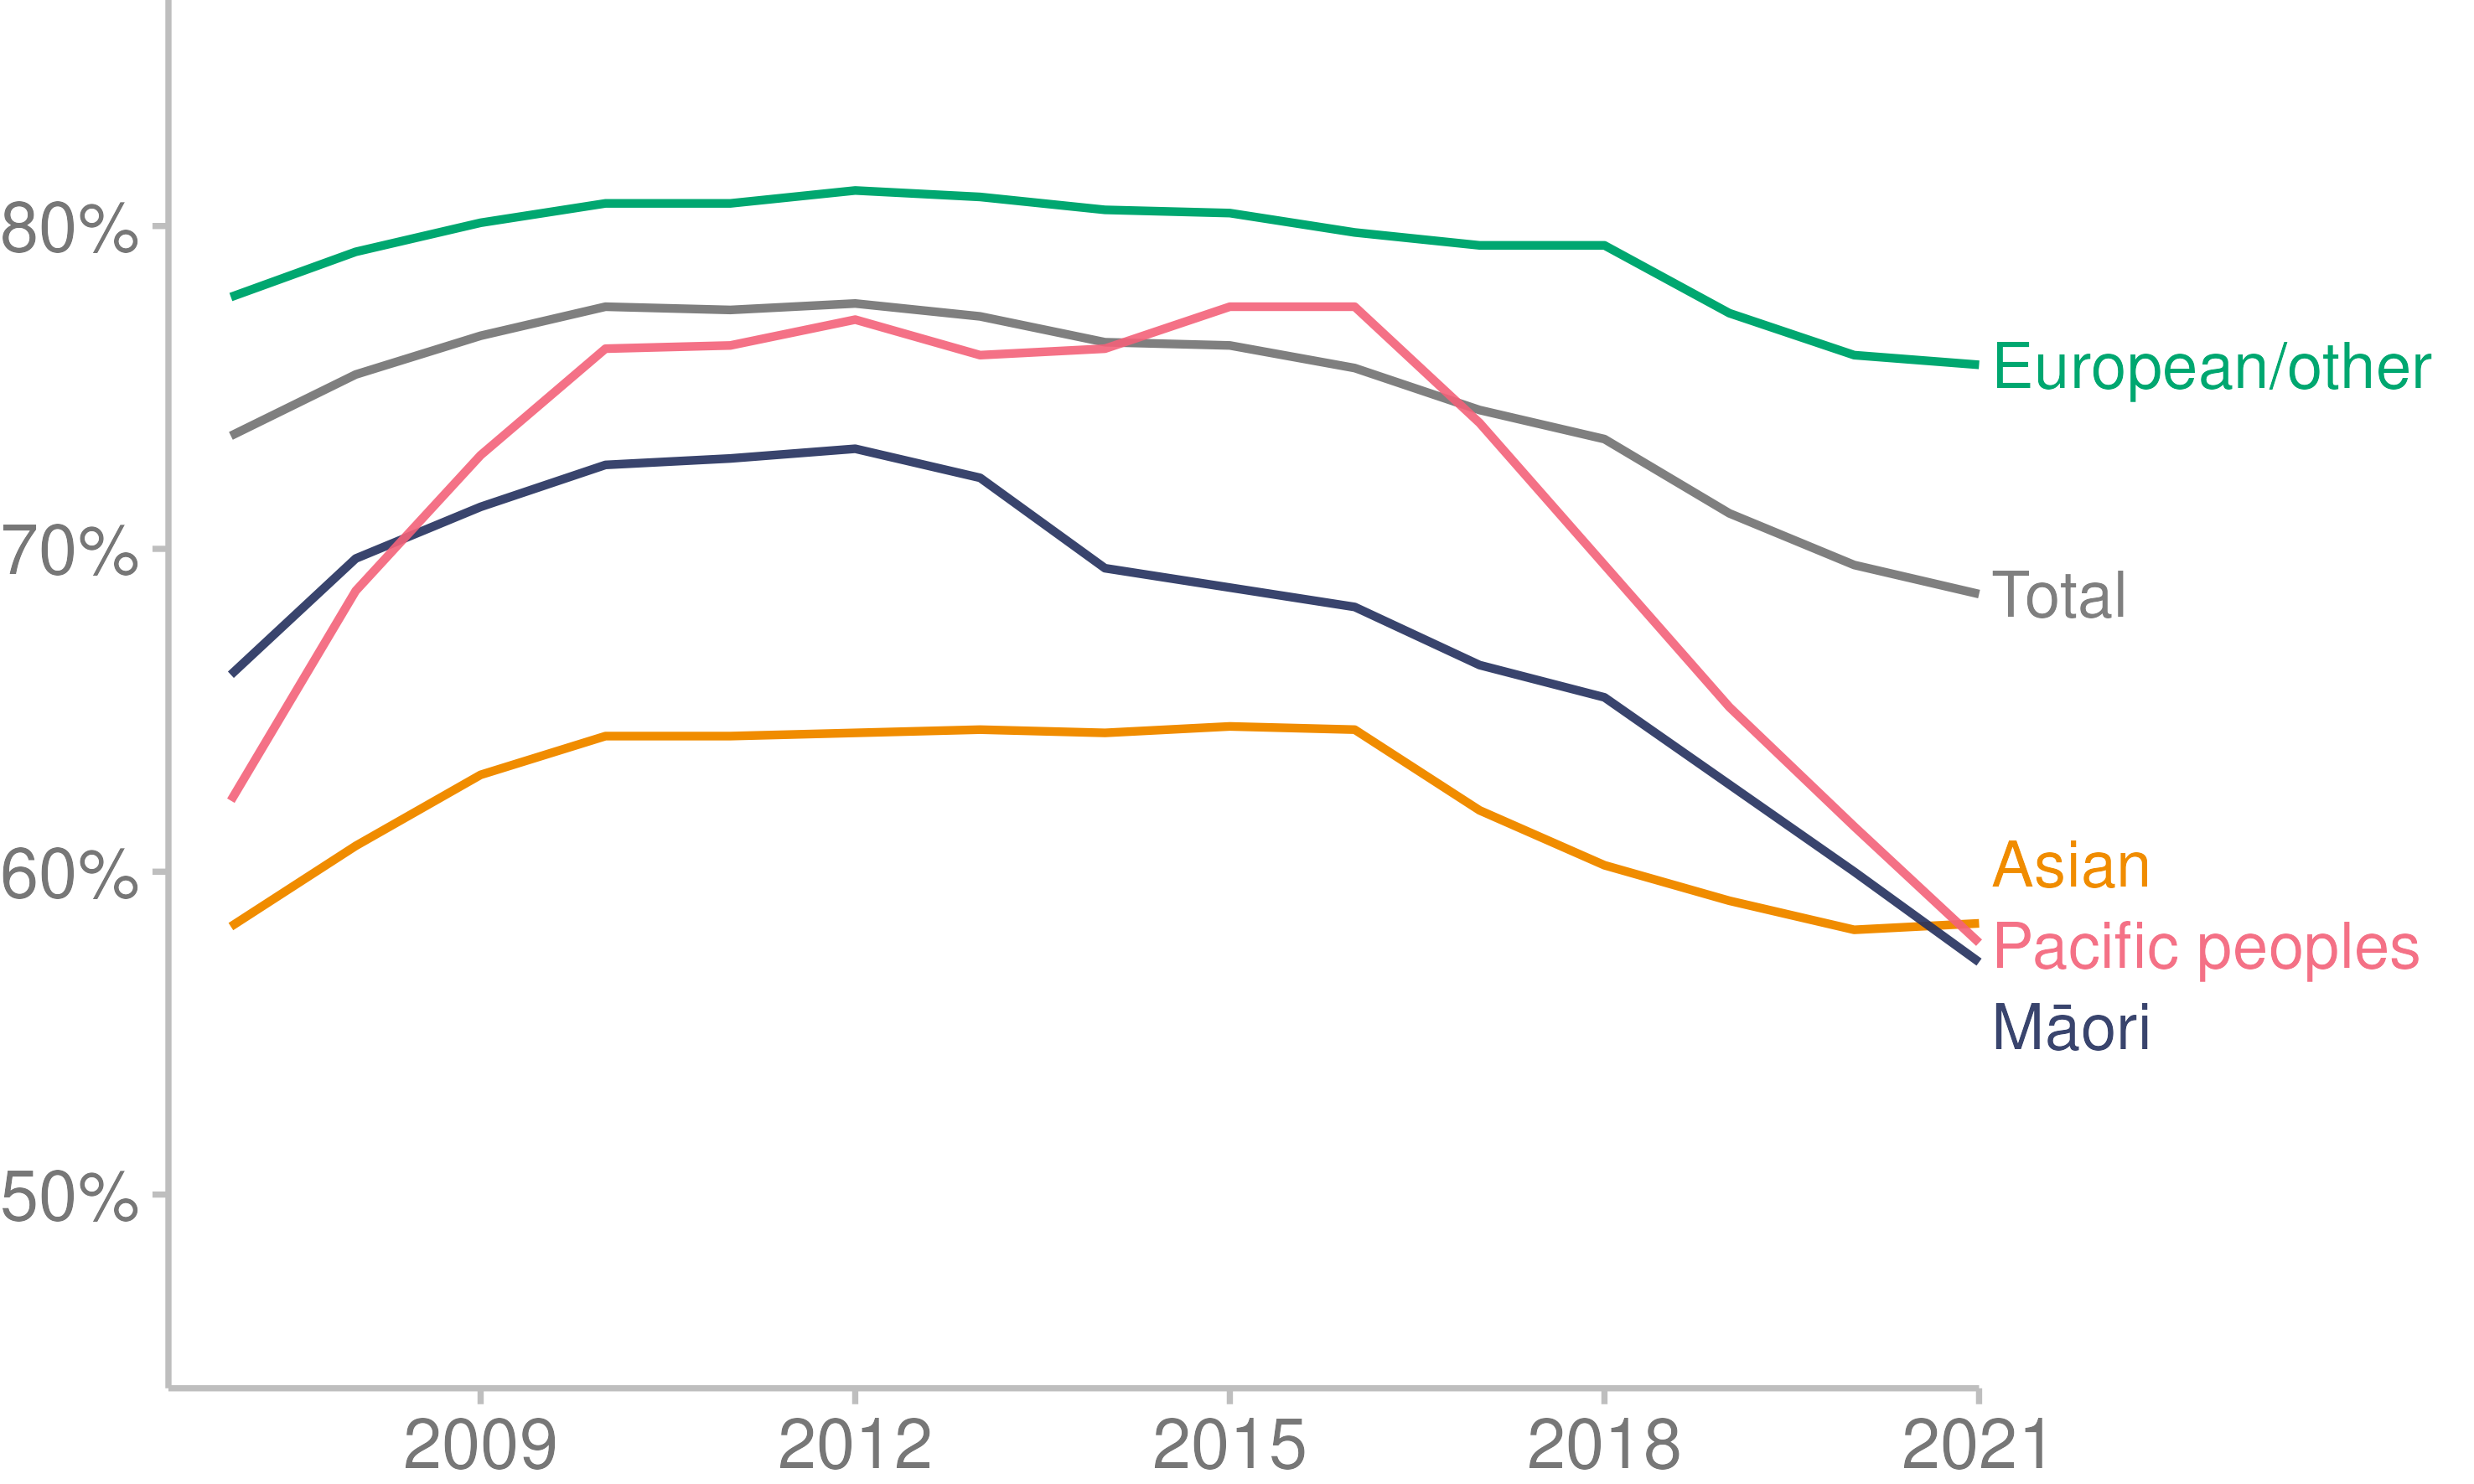 80%
70%
60%
50%
European/other
Total
Asian
Pacific peoples
Māori
2009
2012
2015
2018
2021